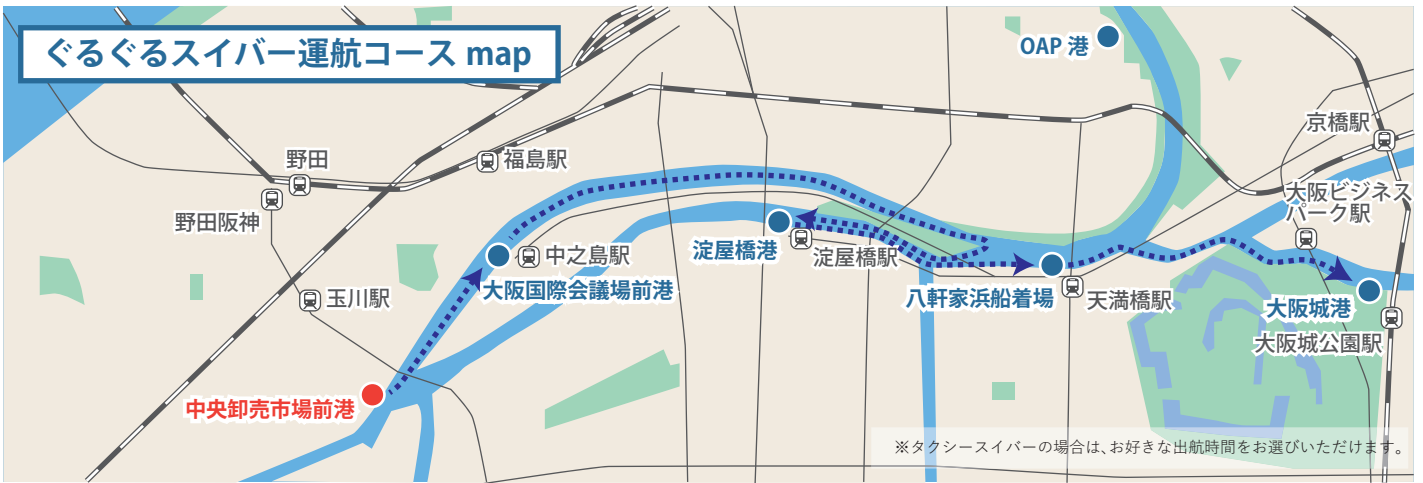 ぐるぐるスイバー運航コース map
OAP 港
京橋駅
野田
福島駅
大阪ビジネス
パーク駅
野田阪神
淀屋橋港
淀屋橋駅
中之島駅
大阪国際会議場前港
玉川駅
八軒家浜船着場
天満橋駅
大阪城港
大阪城公園駅
中央卸売市場前港
※タクシースイバーの場合は、お好きな出航時間をお選びいただけます。